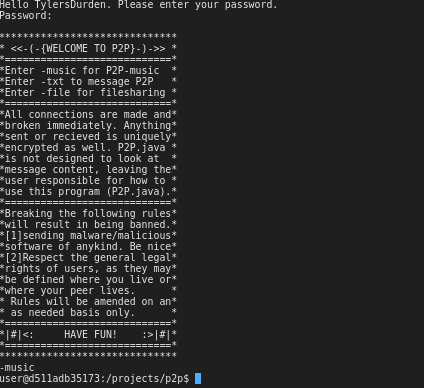 Hello TylersDurden. Please enter your password.
Password:
******************************
* <<-(-{WELCOME TO P2P}-)->> *
*============================*
*Enter -music for P2P-music  *
*Enter -txt to message P2P   *
*Enter -file for filesharing *
*============================*
*All connections are made and*
*broken immediately. Anything*
*sent or recieved is uniquely*
*encrypted as well. P2P.java *
*is not designed to look at  *
*message content, leaving the*
*user responsible for how to *
*use this program (P2P.java).*
*============================*
*Breaking the following rules*
*will result in being banned.*
*[1]sending malware/malicious*
*software of anykind. Be nice*
*[2]Respect the general legal*
*rights of users, as they may*
*be defined where you live or*
*where your peer lives.      *
* Rules will be amended on an*
* as needed basis only.      *
*============================*
*|#|<:     HAVE FUN!    :>|#|*
*============================*
******************************
-music
user@d511adb35173:/projects/p2p$